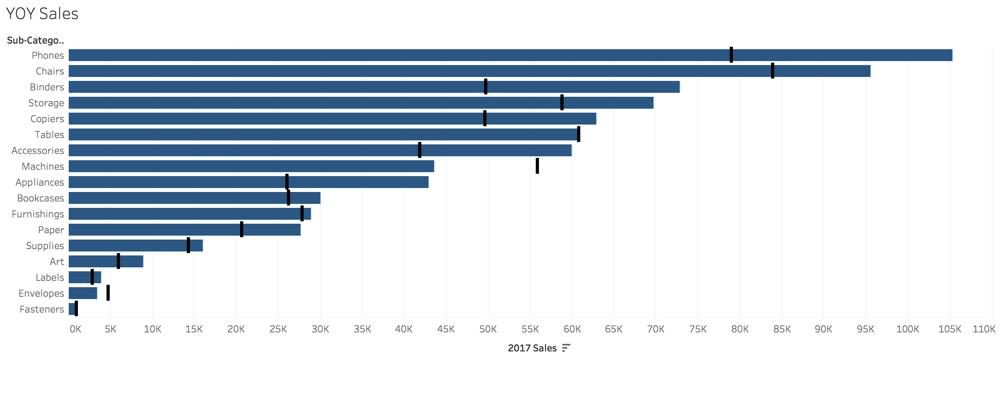 YOY Sales
Sub-Catego..
Phones
Chairs
Binders
Storage
Copiers
Tables
Accessories
Machines
Appliances
Bookcases
Furnishings
Paper
Supplies
Art
Labels
Envelopes
Fasteners
0K 5K 10K 15K 20K 25K 30K 35K 40K 45K 50K 55K 60K 65K 70K 75K 80K 85K 90K 95K 100K 105K 110K
2017 Sales